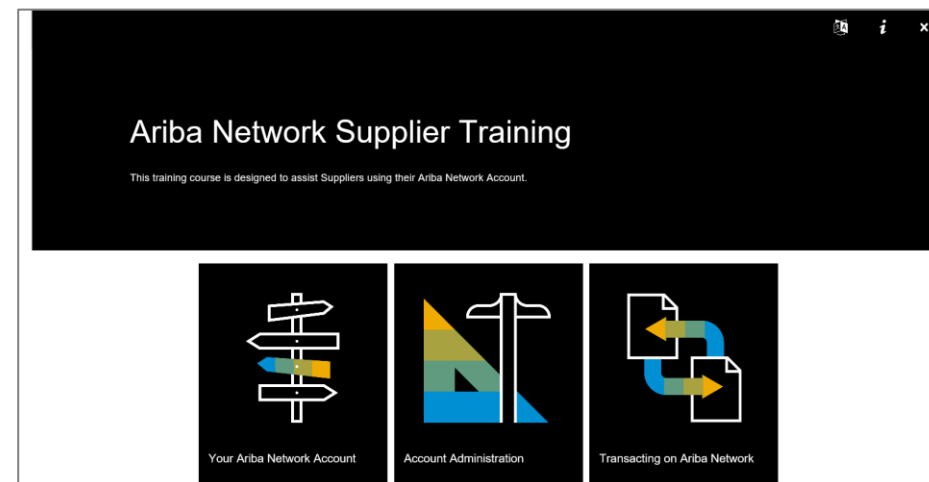 Ariba Network Supplier Training
This training course is designed to assist Suppliers using their Ariba Network Account.
Your Ariba Network Account
Account Administration
Transacting on Ariba Network